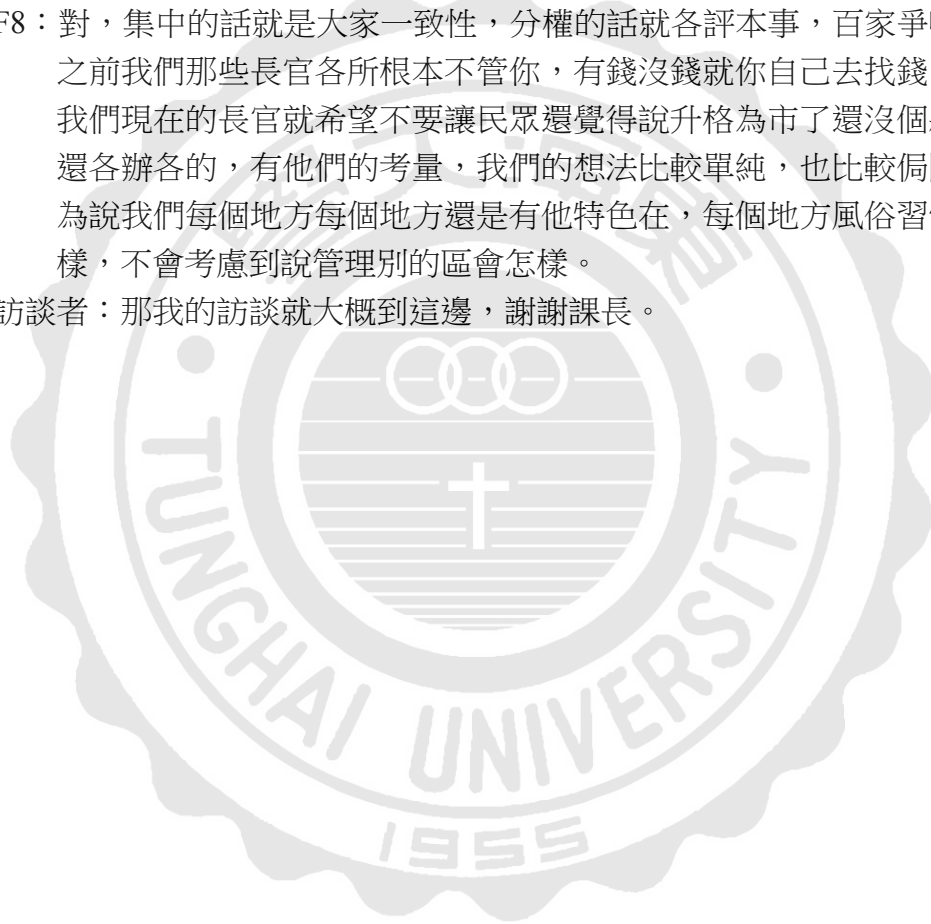 F8：對，集中的話就是大家一致性，分權的話就各評本事，百家爭
之前我們那些長官各所根本不管你，有錢沒錢就你自己去找錢
我們現在的長官就希望不要讓民眾還覺得說升格為市了還沒個
還各辦各的，有他們的考量，我們的想法比較單純，也比較侷
為說我們每個地方每個地方還是有他特色在，每個地方風俗習
樣，不會考慮到說管理別的區會怎樣。
訪談者：那我的訪談就大概到這邊，謝謝課長。
東海大學
TUNGHAI UNIVERSITY
1955